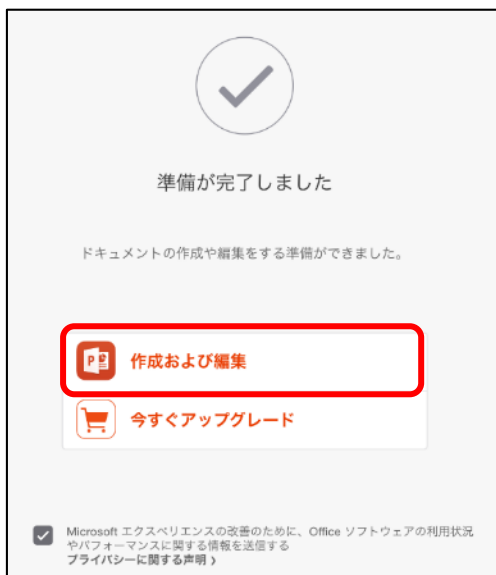 準備が完了しました
ドキュメントの作成や編集をする準備ができました。
作成および編集
今すぐアップグレード
Microsoft エクスペリエンスの改善のために、Office ソフトウェアの利用状況
やパフォーマンスに関する情報を送信する
プライバシーに関する声明 >